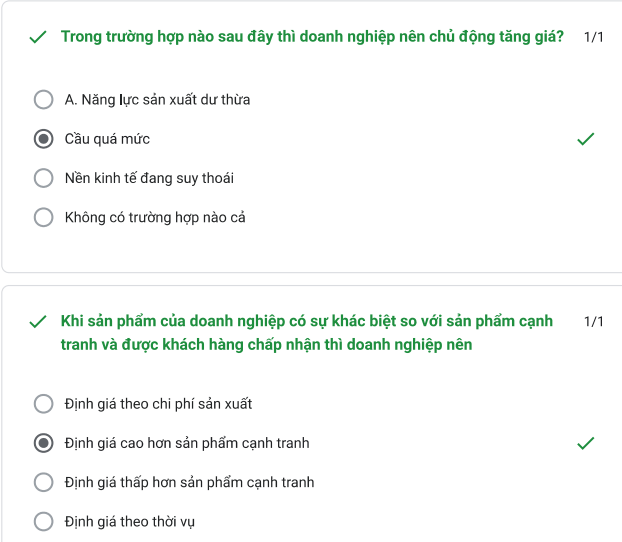 Trong trường hợp nào sau đây thì doanh nghiệp nên chủ động tăng giá? 1/1
A. Năng lực sản xuất dư thừa
Cầu quá mức
Nền kinh tế đang suy thoái
Không có trường hợp nào cả
Khi sản phẩm của doanh nghiệp có sự khác biệt so với sản phẩm cạnh 1/1
tranh và được khách hàng chấp nhận thì doanh nghiệp nên
Định giá theo chi phí sản xuất
Định giá cao hơn sản phẩm cạnh tranh
Định giá thấp hơn sản phẩm cạnh tranh
Định giá theo thời vụ